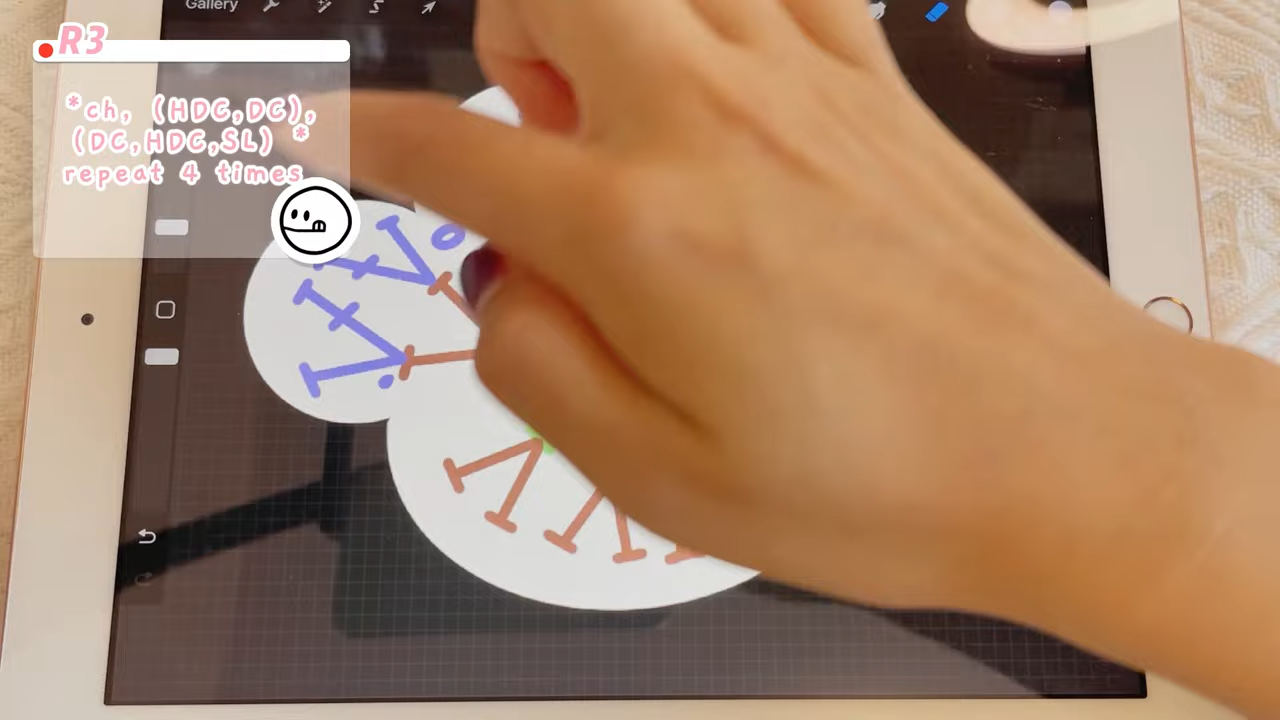 Gallery
R3
*ch, (HDC,DC),
(DC,HDC,SL) *
repeat 4 times